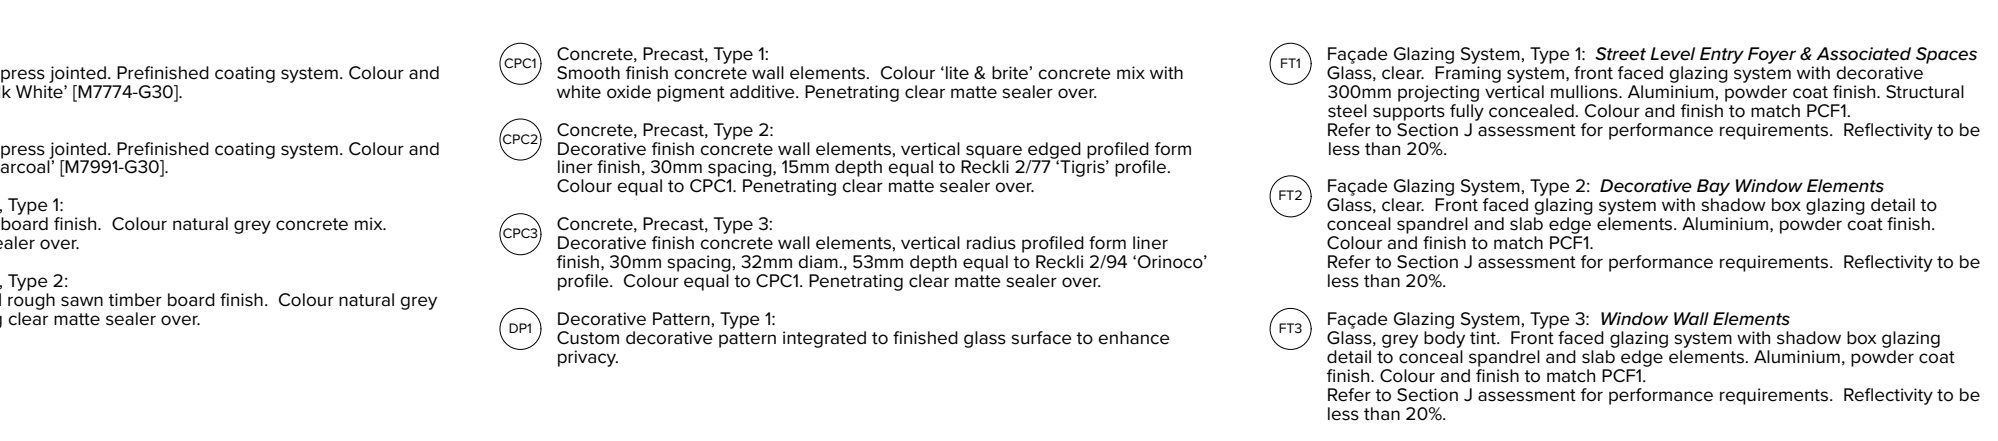 press jointed. Prefinished coating system. Colour and
White' [M7774-G30].
press jointed. Prefinished coating system. Colour and
[M7991-G30].
, Type 1:
board finish.  Colour natural grey concrete mix.
over.
, Type 2:
rough sawn timber board finish.  Colour natural grey
clear matte sealer over.
CPC1
Concrete, Precast, Type 1:
Smooth finish concrete wall elements.  Colour ‘lite & brite’ concrete mix with
white oxide pigment additive. Penetrating clear matte sealer over.
CPC2
Concrete, Precast, Type 2:
Decorative finish concrete wall elements, vertical square edged profiled form
liner finish, 30mm spacing, 15mm depth equal to Reckli 2/77 ‘Tigris’ profile.
Colour equal to CPC1. Penetrating clear matte sealer over.
CPC3
Concrete, Precast, Type 3:
Decorative finish concrete wall elements, vertical radius profiled form liner
finish, 30mm spacing, 32mm diam., 53mm depth equal to Reckli 2/94 ‘Orinoco’
profile.  Colour equal to CPC1. Penetrating clear matte sealer over.
DP1
Decorative Pattern, Type 1:
Custom decorative pattern integrated to finished glass surface to enhance
privacy.
FT1
Façade Glazing System, Type 1:  Street Level Entry Foyer & Associated Spaces
Glass, clear.  Framing system, front faced glazing system with decorative
300mm projecting vertical mullions. Aluminium, powder coat finish. Structural
steel supports fully concealed. Colour and finish to match PCF1.
Refer to Section J assessment for performance requirements.  Reflectivity to be
less than 20%.
FT2
Façade Glazing System, Type 2:  Decorative Bay Window Elements
Glass, clear.  Front faced glazing system with shadow box glazing detail to
conceal spandrel and slab edge elements. Aluminium, powder coat finish.
Colour and finish to match PCF1.
Refer to Section J assessment for performance requirements.  Reflectivity to be
less than 20%.
FT3
Façade Glazing System, Type 3:  Window Wall Elements
Glass, grey body tint.  Front faced glazing system with shadow box glazing
detail to conceal spandrel and slab edge elements. Aluminium, powder coat
finish. Colour and finish to match PCF1.
Refer to Section J assessment for performance requirements.  Reflectivity to be
less than 20%.